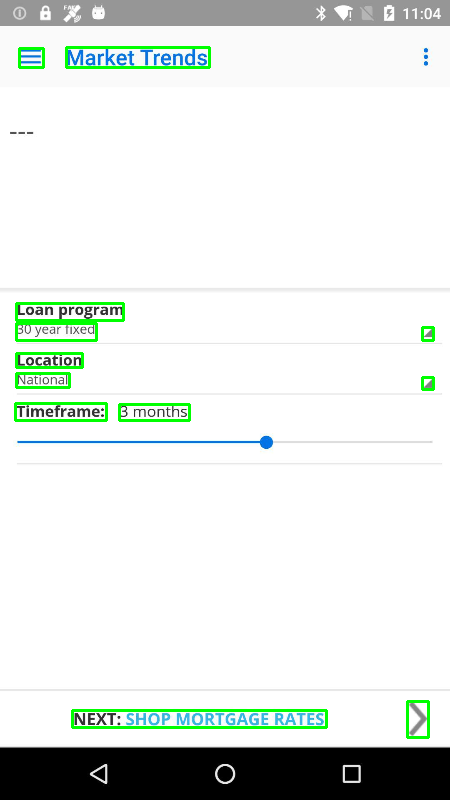 11:04
Market Trends
---
Loan program
30 year fixed
Location
National
Timeframe: 3 months
NEXT: SHOP MORTGAGE RATES